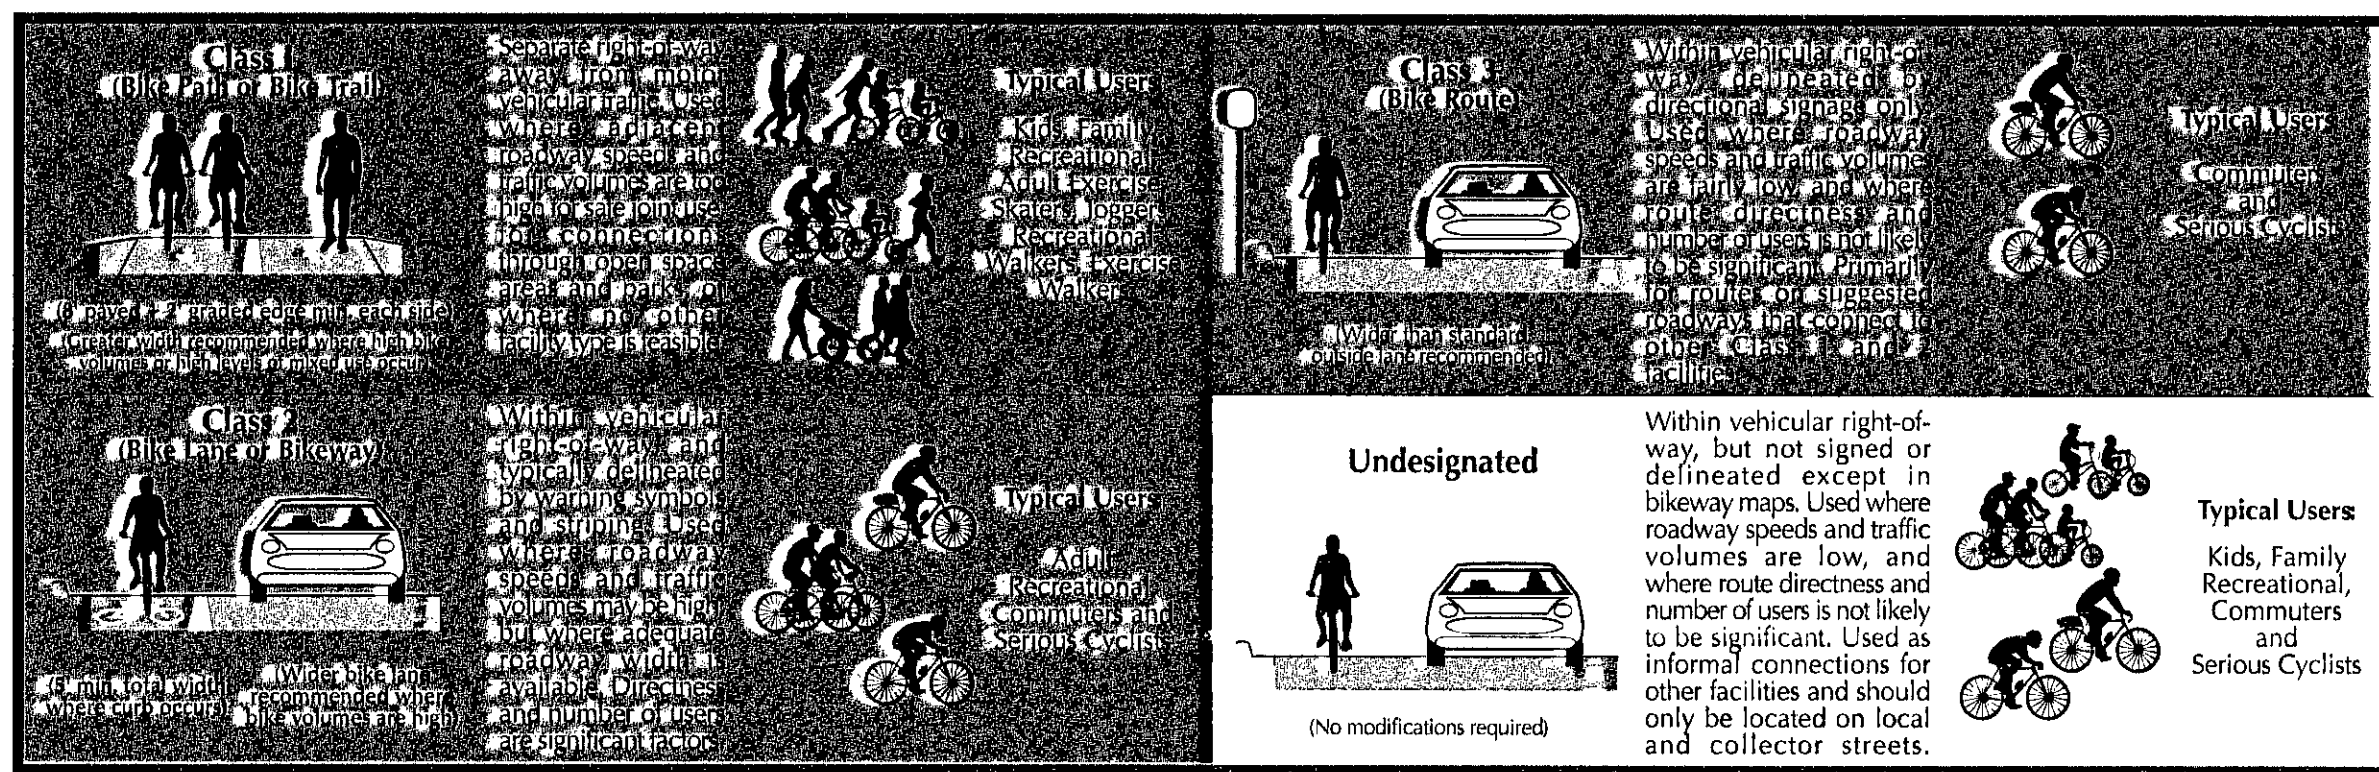 Class 1
(Bike Path or Bike Trail)
(8' paved + 2' graded edge min. each side)
(Greater width recommended where high bike
volumes or high levels of mixed use occur)
Separate right-of-way
away from motor
vehicular traffic. Used
where adjacent
roadway speeds and
traffic volumes are too
high for safe joint use,
for connections
through open space
areas and parks, or
where no other
facility type is feasible.
Typical Users:
Kids, Family
Recreational,
Adult Exercise,
Skaters, Joggers,
Recreational
Walkers, Exercise
Walkers
Class 2
(Bike Lane or Bikeway)
(5' min. total width
where curb occurs)
(Wider bike lane
recommended where
bike volumes are high)
Within vehicular
right-of-way and
typically delineated
by warning symbols
and striping. Used
where roadway
speeds and traffic
volumes may be high,
but where adequate
roadway width is
available. Directness
and number of users
are significant factors.
Typical Users:
Adult
Recreational,
Commuters and
Serious Cyclists
Class 3
(Bike Route)
(Wider than standard
outside lane recommended)
Within vehicular right-of-
way, delineated by
directional signage only.
Used where roadway
speeds and traffic volumes
are fairly low, and where
route directness and
number of users is not likely
to be significant. Primarily
for routes on suggested
roadways that connect to
other Class 1 and 2
facilities.
Typical Users:
Commuters
and
Serious Cyclists
Undesignated
(No modifications required)
Within vehicular right-of-
way, but not signed or
delineated except in
bikeway maps. Used where
roadway speeds and traffic
volumes are low, and
where route directness and
number of users is not likely
to be significant. Used as
informal connections for
other facilities and should
only be located on local
and collector streets.
Typical Users:
Kids, Family
Recreational,
Commuters
and
Serious Cyclists